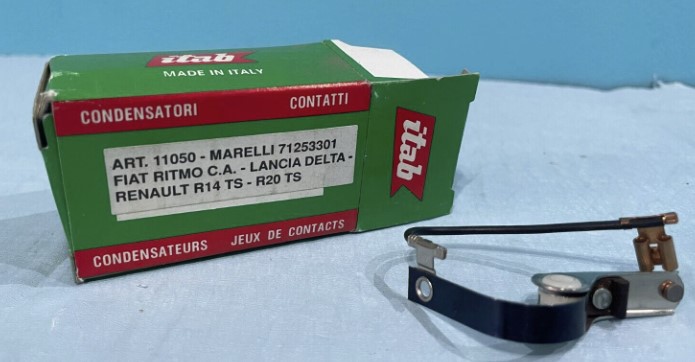 itab
MADE IN ITALY
CONDENSATORI CONTATTI
ART. 11050 - MARELLI 71253301
FIAT RITMO C.A. - LANCIA DELTA -
RENAULT R14 TS - R20 TS
CONDENSATEURS JEUX DE CONTACTS
itab